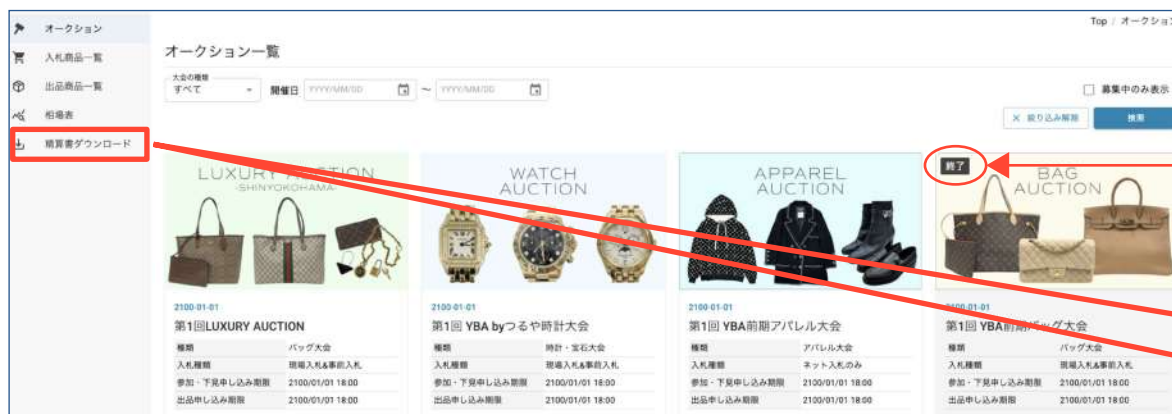 オークション
入札商品一覧
出品商品一覧
相場表
精算書ダウンロード
Top / オークション
オークション一覧
大会の種類
すべて
開催日 YYYY/MM/DD ~ YYYY/MM/DD
募集中のみ表示
× 絞り込み解除
検索
LUXURY AUCTION
-SHINYOKOHAMA-
2100-01-01
第1回LUXURY AUCTION
種類 バッグ大会
入札種類 現場入札&事前入札
参加・下見申し込み期限 2100/01/01 18:00
出品申し込み期限 2100/01/01 18:00
WATCH
AUCTION
2100-01-01
第1回 YBA byつるや時計大会
種類 時計・宝石大会
入札種類 現場入札&事前入札
参加・下見申し込み期限 2100/01/01 18:00
出品申し込み期限 2100/01/01 18:00
APPAREL
AUCTION
2100-01-01
第1回 YBA前期アパレル大会
種類 アパレル大会
入札種類 ネット入札のみ
参加・下見申し込み期限 2100/01/01 18:00
出品申し込み期限 2100/01/01 18:00
終了
BAG
AUCTION
2100-01-01
第1回 YBA前期バッグ大会
種類 バッグ大会
入札種類 現場入札&事前入札
参加・下見申し込み期限 2100/01/01 18:00
出品申し込み期限 2100/01/01 18:00